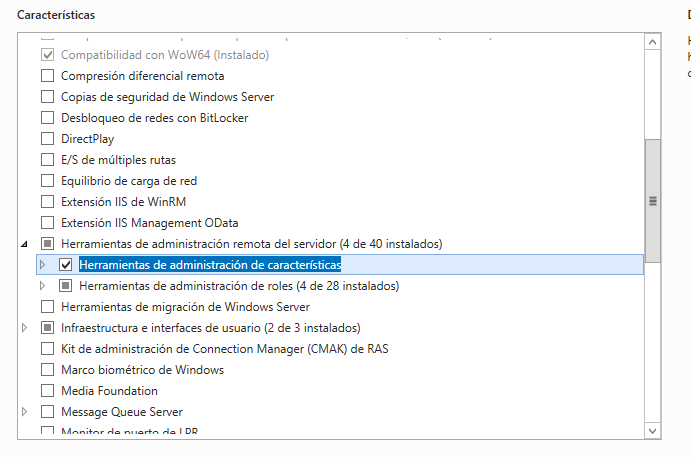 Características
D
H
Compatibilidad con WoW64 (Instalado)
Compresión diferencial remota
Copias de seguridad de Windows Server
Desbloqueo de redes con BitLocker
DirectPlay
E/S de múltiples rutas
Equilibrio de carga de red
Extensión IIS de WinRM
Extensión IIS Management OData
Herramientas de administración remota del servidor (4 de 40 instalados)
Herramientas de administración de características
Herramientas de administración de roles (4 de 28 instalados)
Herramientas de migración de Windows Server
Infraestructura e interfaces de usuario (2 de 3 instalados)
Kit de administración de Connection Manager (CMAK) de RAS
Marco biométrico de Windows
Media Foundation
Message Queue Server
Monitor de puerto de LPR